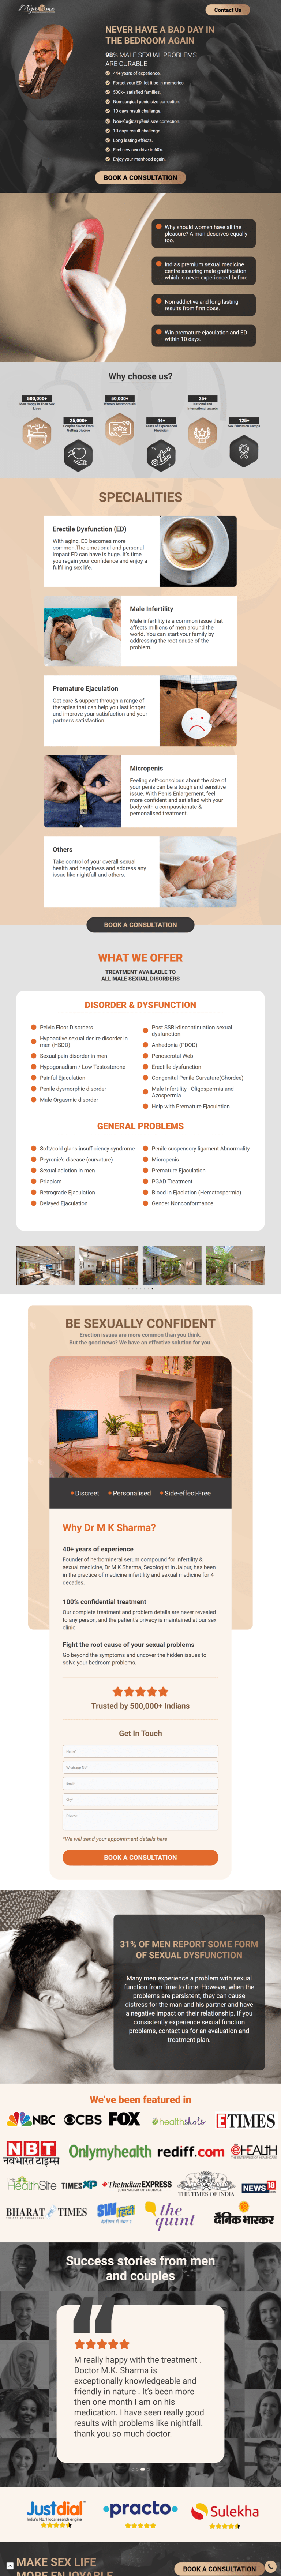 Contact Us
NEVER HAVE A BAD DAY IN
THE BEDROOM AGAIN
98% MALE SEXUAL PROBLEMS
ARE CURABLE
44+ years of experience.
Forget your ED- let it be in memories.
500k+ satisfied families.
Non-surgical penis size correction.
10 days result challenge.
10 days result challenge.
Long lasting effects.
Feel new sex drive in 60's.
Enjoy your manhood again.
BOOK A CONSULTATION
Why should women have all the
pleasure? A man deserves equally
too.
India's premium sexual medicine
centre assuring male gratification
which is never experienced before.
Non addictive and long lasting
results from first dose.
Win premature ejaculation and ED
within 10 days.
Why choose us?
500,000+
Men Happy In Their Sex
Lives
50,000+
Written Testimonials
25+
National and
International awards
25,000+
Couples Saved From
Getting Divorce
44+
Years of Experienced
Physician
125+
Sex Education Camps
SPECIALITIES
Erectile Dysfunction (ED)
With aging, ED becomes more
common.The emotional and personal
impact ED can have is huge. It's time
you regain your confidence and enjoy a
fulfilling sex life.
Male Infertility
Male infertility is a common issue that
affects millions of men around the
world. You can start your family by
addressing the root cause of the
problem.
Premature Ejaculation
Get care & support through a range of
therapies that can help you last longer
and improve your satisfaction and your
partner's satisfaction.
Micropenis
Feeling self-conscious about the size of
your penis can be a tough and sensitive
issue. With Penis Enlargement, feel
more confident and satisfied with your
body with a compassionate &
personalised treatment.
Others
Take control of your overall sexual
health and happiness and address any
issue like nightfall and others.
BOOK A CONSULTATION
WHAT WE OFFER
TREATMENT AVAILABLE TO
ALL MALE SEXUAL DISORDERS
DISORDER & DYSFUNCTION
Pelvic Floor Disorders
Hypoactive sexual desire disorder in
men (HSDD)
Sexual pain disorder in men
Hypogonadism / Low Testosterone
Painful Ejaculation
Penile dysmorphic disorder
Male Orgasmic disorder
Post SSRI-discontinuation sexual
dysfunction
Anhedonia (PDOD)
Penoscrotal Web
Erectile dysfunction
Congenital Penile Curvature(Chordee)
Male Infertility - Oligospermia and
Azospermia
Help with Premature Ejaculation
GENERAL PROBLEMS
Soft/cold glans insufficiency syndrome
Peyronie's disease (curvature)
Sexual adiction in men
Priapism
Retrograde Ejaculation
Delayed Ejaculation
Penile suspensory ligament Abnormality
Micropenis
Premature Ejaculation
PGAD Treatment
Blood in Ejaclation (Hematospermia)
Gender Nonconformance
BE SEXUALLY CONFIDENT
Erection issues are more common than you think.
But the good news? We have an effective solution for you.
Discreet Personalised Side-effect-Free
Why Dr M K Sharma?
40+ years of experience
Founder of herbomineral serum compound for infertility &
sexual medicine, Dr M K Sharma, Sexologist in Jaipur, has been
in the practice of medicine infertility and sexual medicine for 4
decades.
100% confidential treatment
Our complete treatment and problem details are never revealed
to any person, and the patient's privacy is maintained at our sex
clinic.
Fight the root cause of your sexual problems
Go beyond the symptoms and uncover the hidden issues to
solve your bedroom problems.
Trusted by 500,000+ Indians
Get In Touch
Name*
Whatsapp No*
Email*
City*
Disease
*We will send your appointment details here
BOOK A CONSULTATION
31% OF MEN REPORT SOME FORM
OF SEXUAL DYSFUNCTION
Many men experience a problem with sexual
function from time to time. However, when the
problems are persistent, they can cause
distress for the man and his partner and have
a negative impact on their relationship. If you
consistently experience sexual function
problems, contact us for an evaluation and
treatment plan.
We've been featured in
NBC CBS FOX healthshots ETIMES
NBT
नवभारत टाइम्स
Onlymyhealth rediff.com HEALTH
THE HealthSite TIMES XP The Indian EXPRESS THE TIMES OF INDIA NEWS 18
BHARAT TIMES SW हिंदी the quint दैनिक भास्कर
Success stories from men
and couples
M really happy with the treatment .
Doctor M.K. Sharma is
exceptionally knowledgeable and
friendly in nature . It's been more
then one month I am on his
medication. I have seen really good
results with problems like nightfall.
thank you so much doctor.
Justdial
India's No. 1 local search engine
practo
Sulekha
MAKE SEX LIFE
MORE ENJOYABLE
BOOK A CONSULTATION